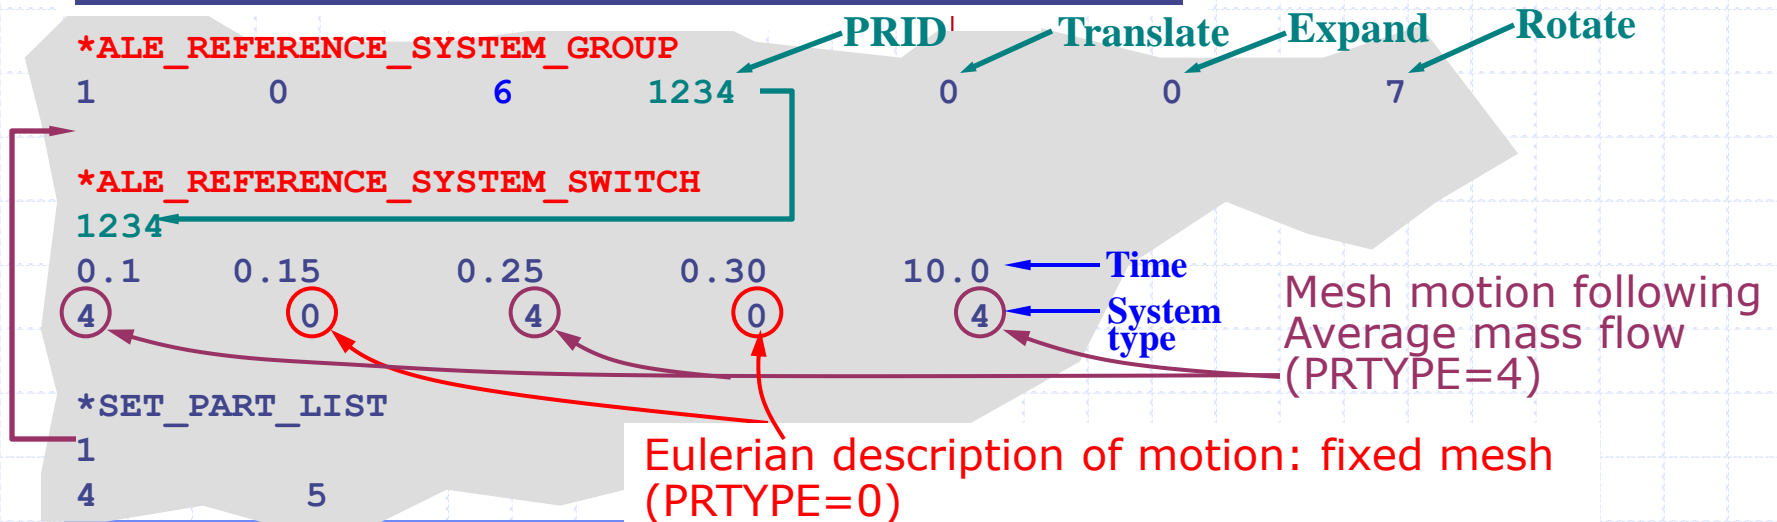 PRID Translate Expand Rotate
*ALE_REFERENCE_SYSTEM_GROUP
1 0 6 1234 0 0 7
*ALE_REFERENCE_SYSTEM_SWITCH
1234
0.1 0.15 0.25 0.30 10.0 Time
4 0 4 0 4 System type
Mesh motion following
Average mass flow
(PRTYPE=4)
*SET_PART_LIST
1
4 5
Eulerian description of motion: fixed mesh
(PRTYPE=0)